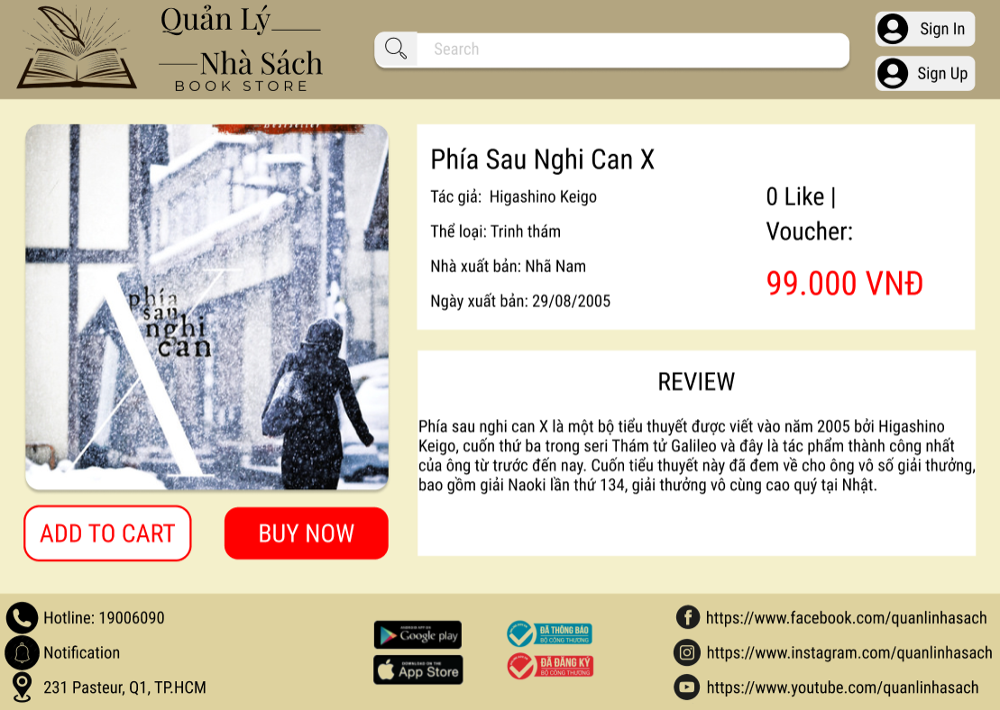 Quản Lý
Nhà Sách
BOOK STORE
Search
Sign In
Sign Up
phía
sau
nghi
can
X
Phía Sau Nghi Can X
Tác giả: Higashino Keigo
Thể loại: Trinh thám
Nhà xuất bản: Nhã Nam
Ngày xuất bản: 29/08/2005
0 Like |
Voucher:
99.000 VNĐ
REVIEW
Phía sau nghi can X là một bộ tiểu thuyết được viết vào năm 2005 bởi Higashino
Keigo, cuốn thứ ba trong seri Thám tử Galileo và đây là tác phẩm thành công nhất
của ông từ trước đến nay. Cuốn tiểu thuyết này đã đem về cho ông vô số giải thưởng,
bao gồm giải Naoki lần thứ 134, giải thưởng vô cùng cao quý tại Nhật.
ADD TO CART
BUY NOW
Hotline: 19006090
Notification
231 Pasteur, Q1, TP.HCM
ANDROID APP ON
Google play
DOWNLOAD ON THE
App Store
ĐÃ THÔNG BÁO
BỘ CÔNG THƯƠNG
ĐÃ ĐĂNG KÝ
BỘ CÔNG THƯƠNG
https://www.facebook.com/quanlinhasach
https://www.instagram.com/quanlinhasach
https://www.youtube.com/quanlinhasach